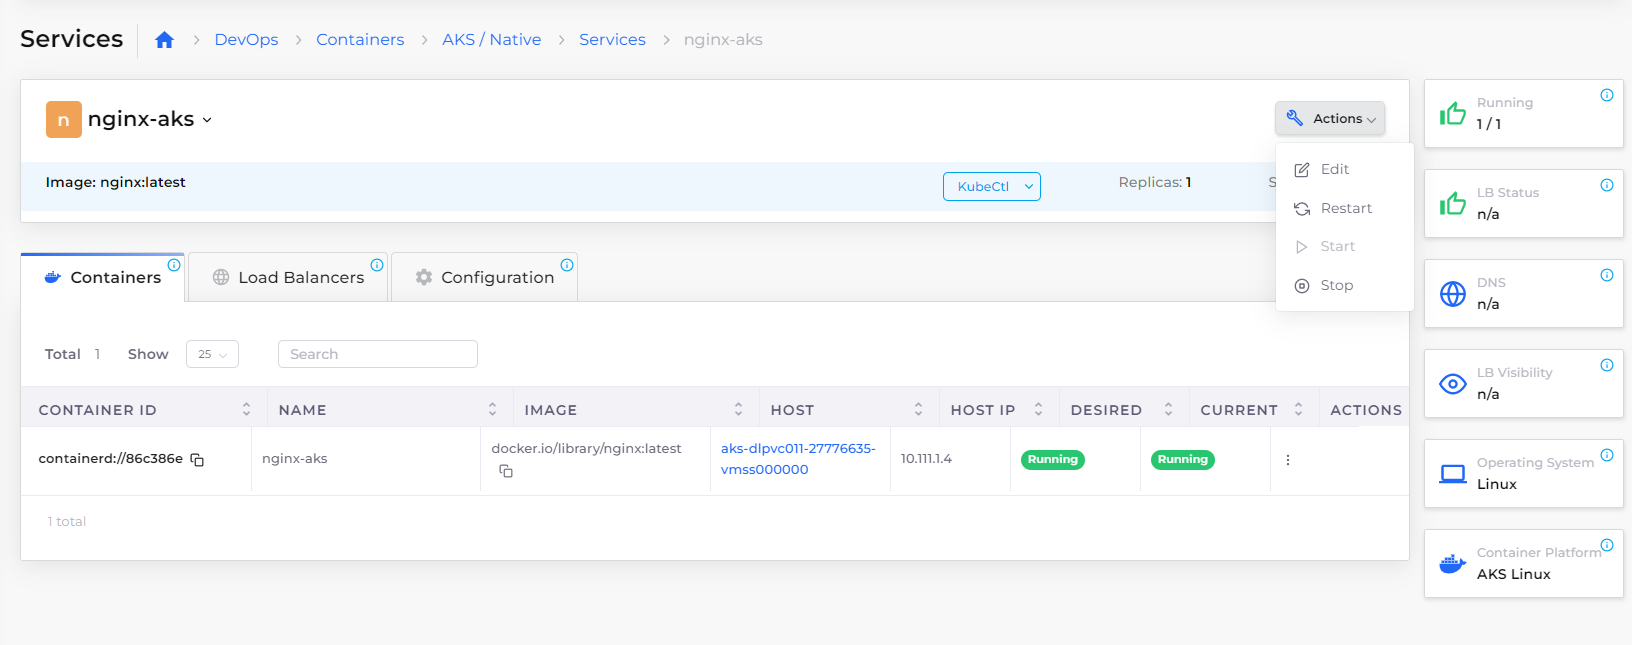 Services
DevOps > Containers > AKS / Native > Services > nginx-aks
n nginx-aks
Actions
Edit
Restart
Start
Stop
Image: nginx:latest
KubeCtl
Replicas: 1
S
Containers
Load Balancers
Configuration
Total 1 Show 25 Search
CONTAINER ID NAME IMAGE HOST HOST IP DESIRED CURRENT ACTIONS
containerd://86c386e nginx-aks docker.io/library/nginx:latest aks-dlpvc011-27776635-
vmss000000 10.111.1.4 Running Running
1 total
Running
1 / 1
LB Status
n/a
DNS
n/a
LB Visibility
n/a
Operating System
Linux
Container Platform
AKS Linux